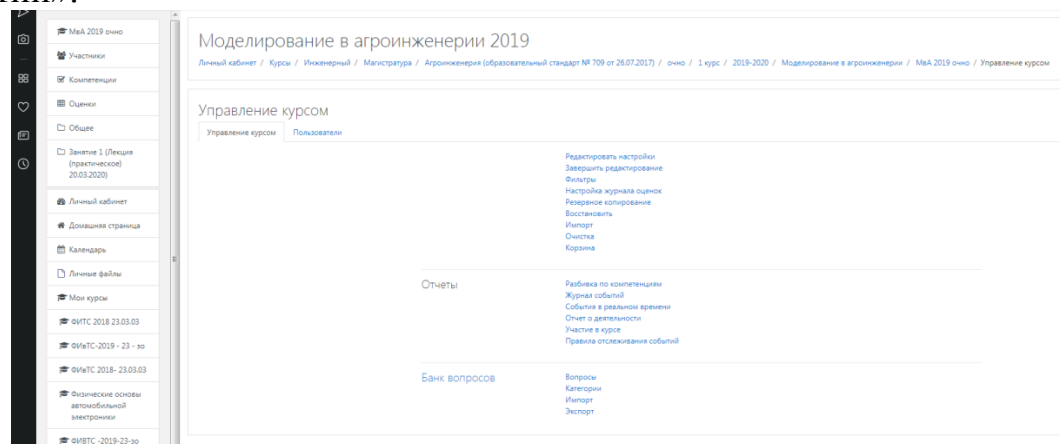 МвА 2019 очно
Участники
Компетенции
Оценки
Общее
Занятие 1 (Лекция
(практическое)
20.03.2020)
Личный кабинет
Домашняя страница
Календарь
Личные файлы
Мои курсы
ФИТС 2018 23.03.03
ФИвТС-2019 - 23 - зо
ФИвТС 2018- 23.03.03
Физические основы
автомобильной
электроники
ФИВТС -2019-23-зо
Моделирование в агроинженерии 2019
Личный кабинет / Курсы / Инженерный / Магистратура / Агроинженерия (образовательный стандарт № 709 от 26.07.2017) / очно / 1 курс / 2019-2020 / Моделирование в агроинженерии / МвА 2019 очно / Управление курсом
Управление курсом
Управление курсом Пользователи
Редактировать настройки
Завершить редактирование
Фильтры
Настройка журнала оценок
Резервное копирование
Восстановить
Импорт
Очистка
Корзина
Отчеты
Разбивка по компетенциям
Журнал событий
События в реальном времени
Отчет о деятельности
Участие в курсе
Правила отслеживания событий
Банк вопросов
Вопросы
Категории
Импорт
Экспорт